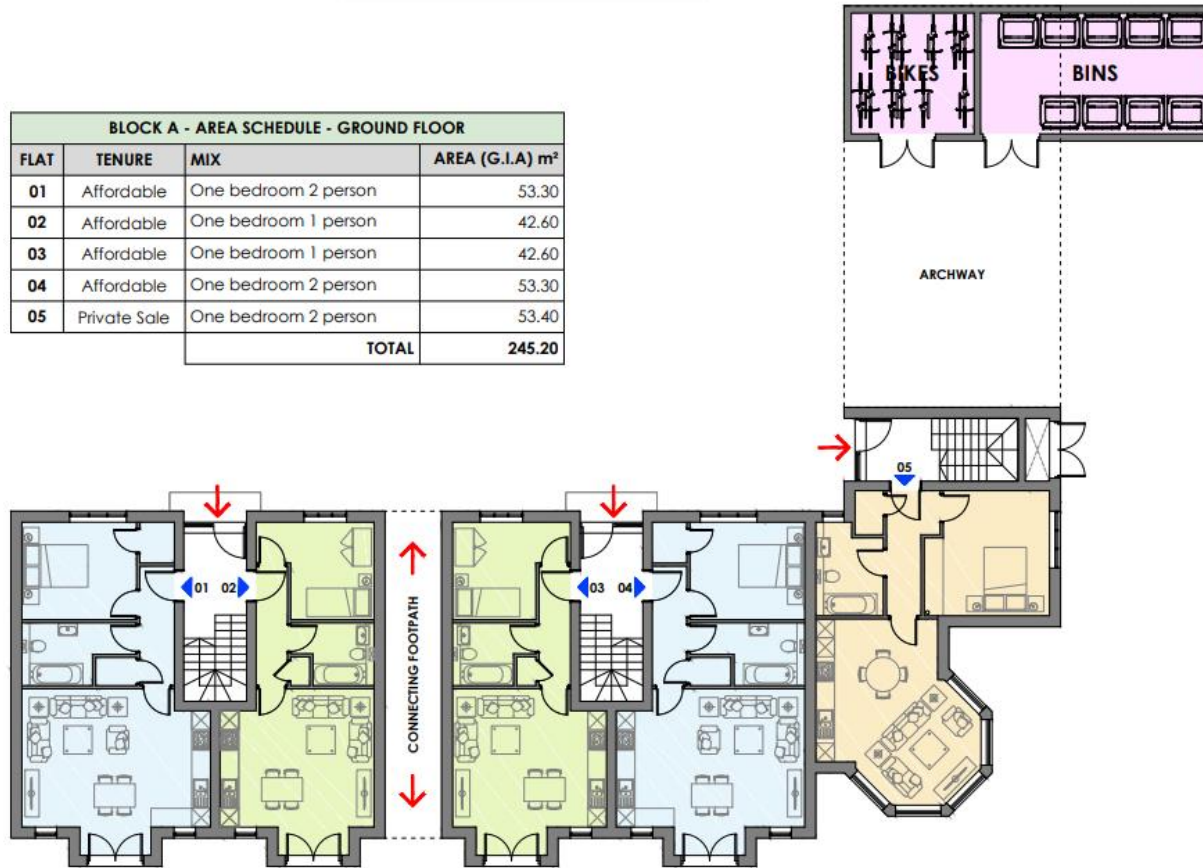 BLOCK A - AREA SCHEDULE - GROUND FLOOR
FLAT TENURE MIX AREA (G.I.A) m²
01 Affordable One bedroom 2 person 53.30
02 Affordable One bedroom 1 person 42.60
03 Affordable One bedroom 1 person 42.60
04 Affordable One bedroom 2 person 53.30
05 Private Sale One bedroom 2 person 53.40
TOTAL 245.20
BIKES
BINS
ARCHWAY
05
01 02
03 04
CONNECTING FOOTPATH